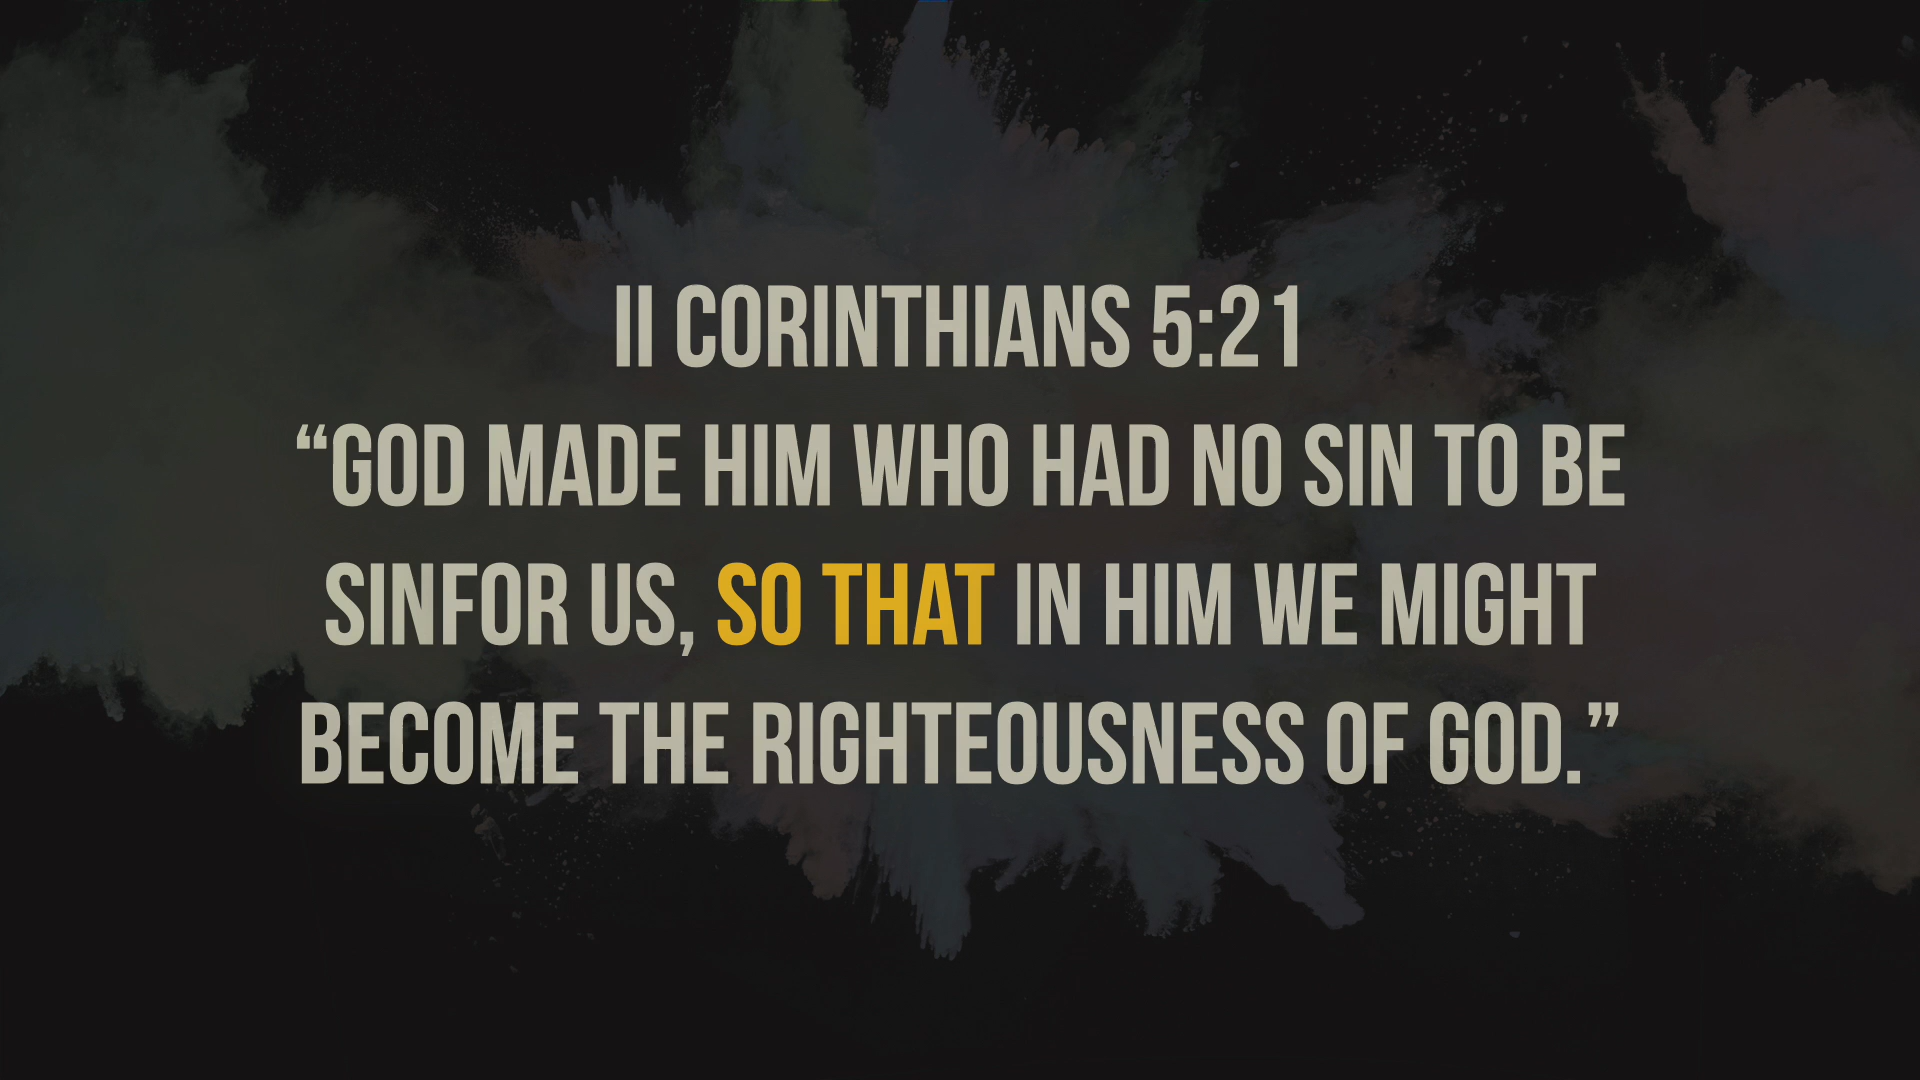 II CORINTHIANS 5:21
“GOD MADE HIM WHO HAD NO SIN TO BE
SINFOR US, SO THAT IN HIM WE MIGHT
BECOME THE RIGHTEOUSNESS OF GOD.”